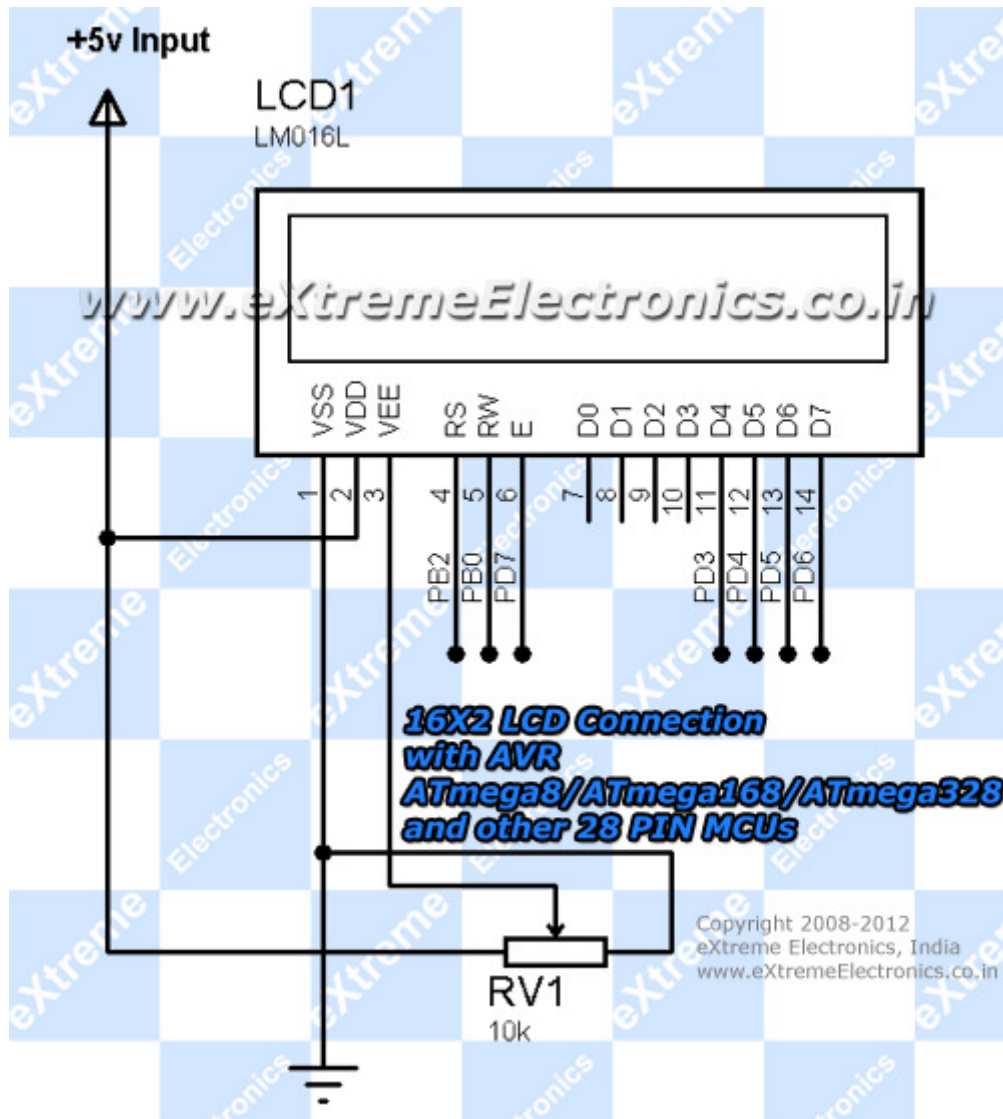 +5v Input
LCD1
LM016L
www.eXtremeElectronics.co.in
VSS
VDD
VEE
RS
RW
E
D0
D1
D2
D3
D4
D5
D6
D7
1
2
3
4
5
6
7
8
9
10
11
12
13
14
PB2
PB0
PD7
PD3
PD4
PD5
PD6
16X2 LCD Connection
with AVR
ATmega8/ATmega168/ATmega328
and other 28 PIN MCUs
Copyright 2008-2012
eXtreme Electronics, India
www.eXtremeElectronics.co.in
RV1
10k
eXtreme
Electronics